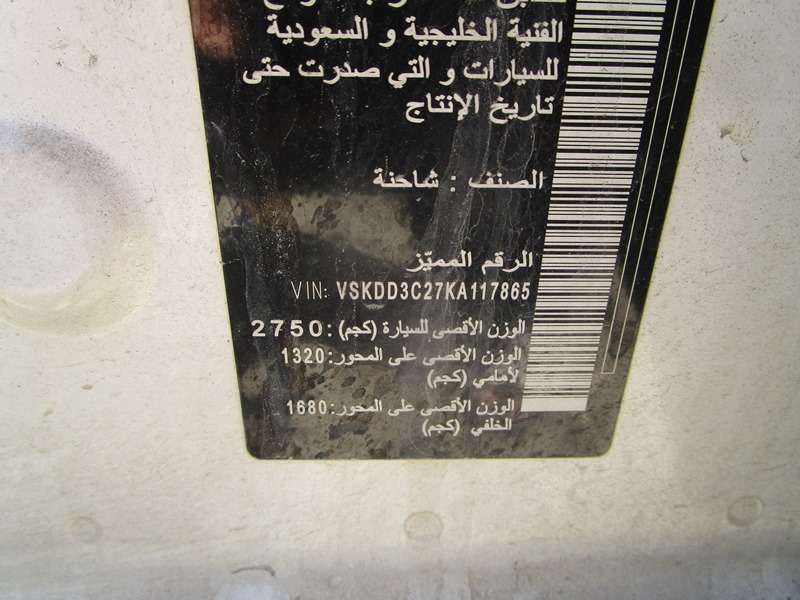 الفنية الخليجية و السعودية
للسيارات و التي صدرت حتى
تاريخ الإنتاج
الصنف : شاحنة
الرقم المميّز
VIN: VSKDD3C27KA117865
الوزن الأقصى للسيارة (كجم): 2750
الوزن الأقصى على المحور: 1320
لأمامي (كجم)
الوزن الأقصى على المحور: 1680
الخلفي (كجم)